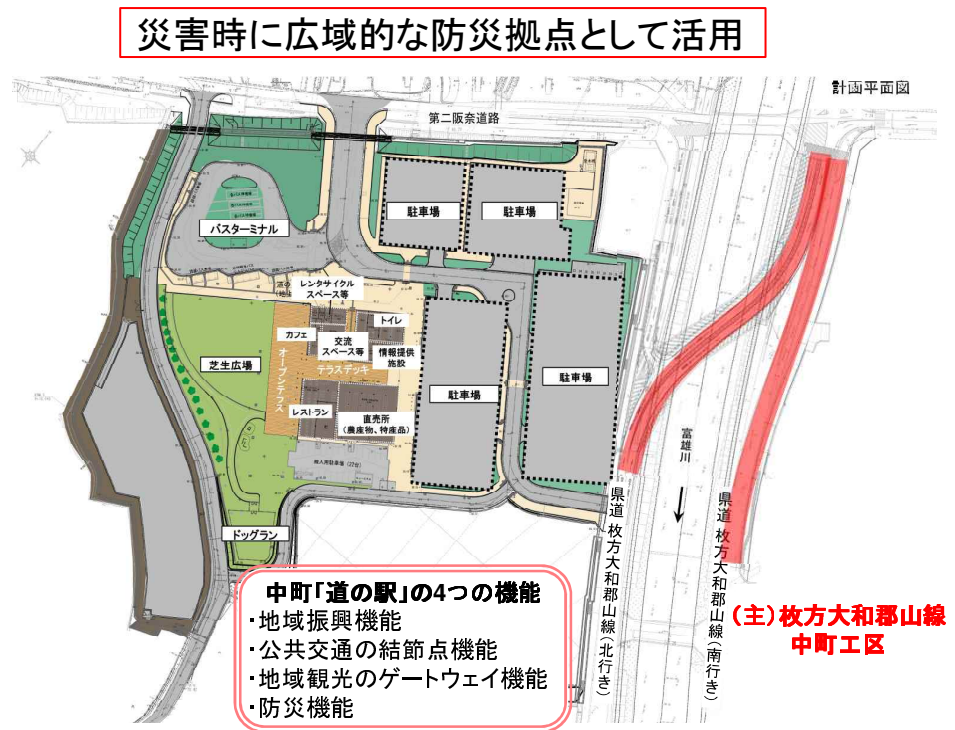 災害時に広域的な防災拠点として活用
計画平面図
第二阪奈道路
駐車場
駐車場
バスターミナル
レンタサイクル
スペース等
トイレ
カフェ
交流
スペース等
情報提供
施設
芝生広場
オープンテラス
テラスデッキ
駐車場
駐車場
レストラン
直売所
(農産物、特産品)
富雄川
ドッグラン
県道 枚方大和郡山線(北行き)
県道 枚方大和郡山線(南行き)
(主)枚方大和郡山線
中町工区
中町「道の駅」の4つの機能
・地域振興機能
・公共交通の結節点機能
・地域観光のゲートウェイ機能
・防災機能